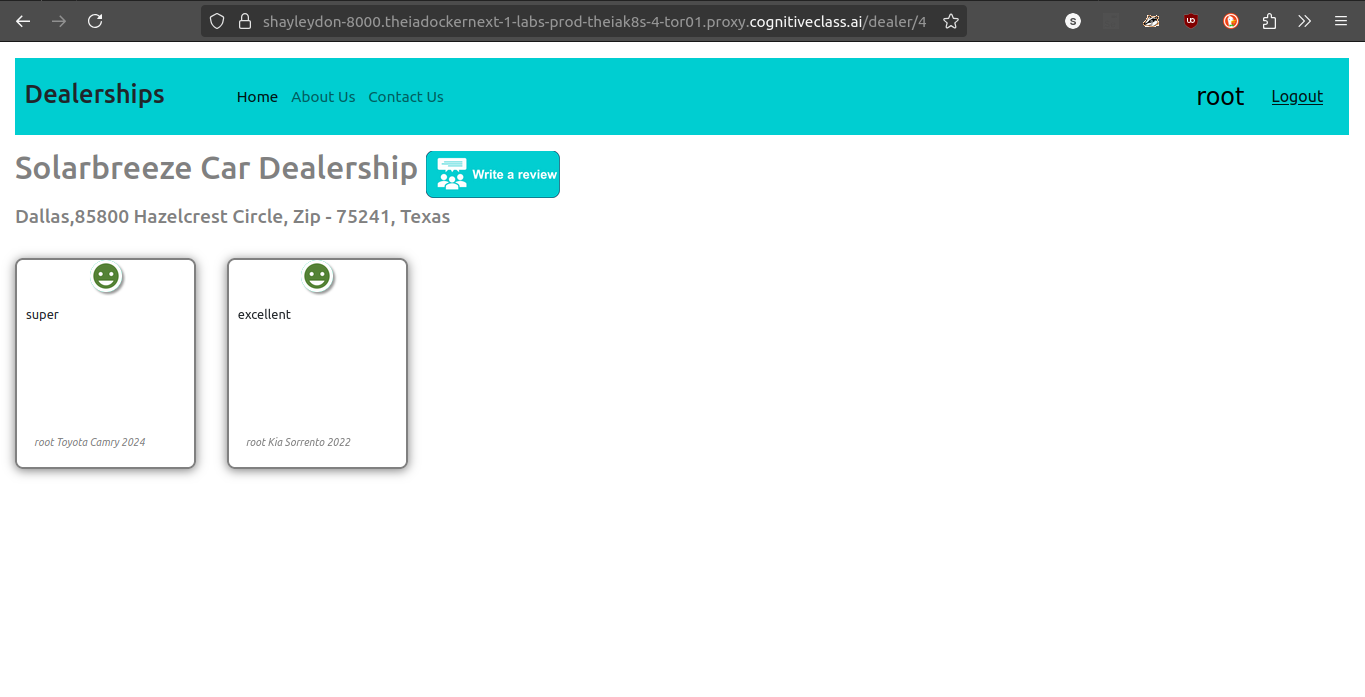 shayleydon-8000.theiadockernext-1-labs-prod-theiak8s-4-tor01.proxy.cognitiveclass.ai/dealer/4
Dealerships Home About Us Contact Us root Logout
Solarbreeze Car Dealership Write a review
Dallas,85800 Hazelcrest Circle, Zip - 75241, Texas
super
root Toyota Camry 2024
excellent
root Kia Sorrento 2022